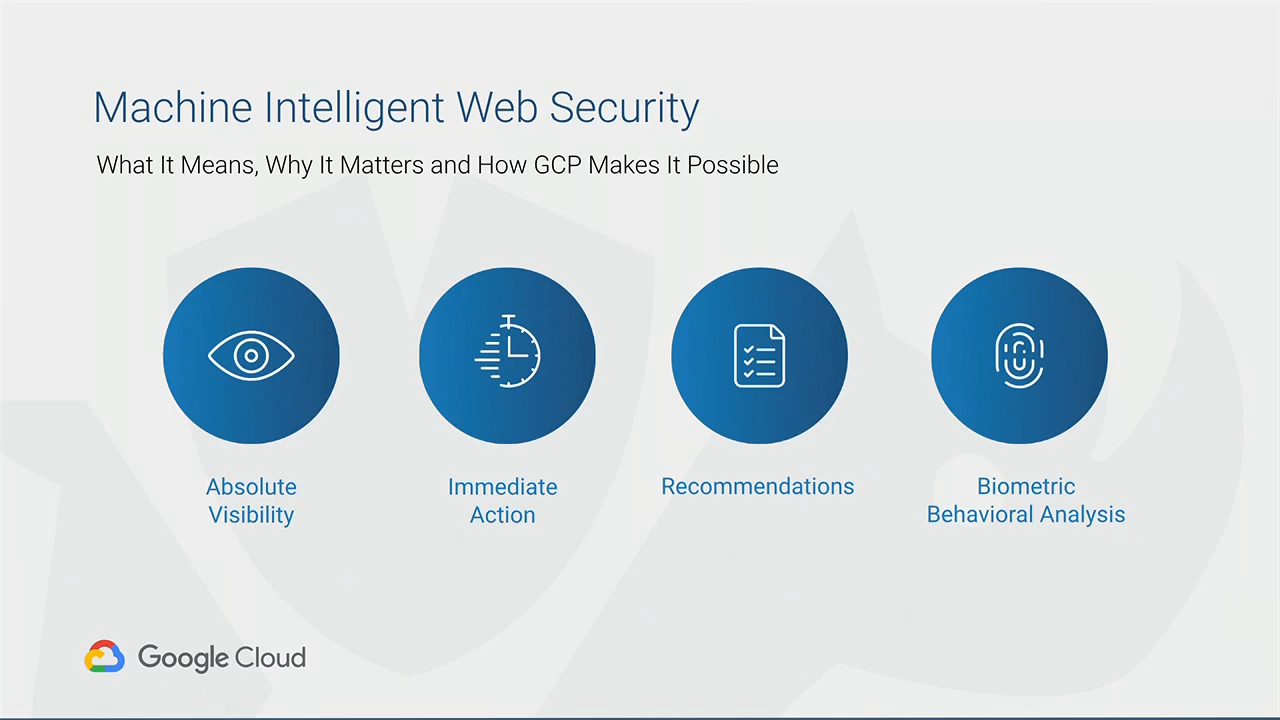 Machine Intelligent Web Security
What It Means, Why It Matters and How GCP Makes It Possible
Absolute
Visibility
Immediate
Action
Recommendations
Biometric
Behavioral Analysis
Google Cloud